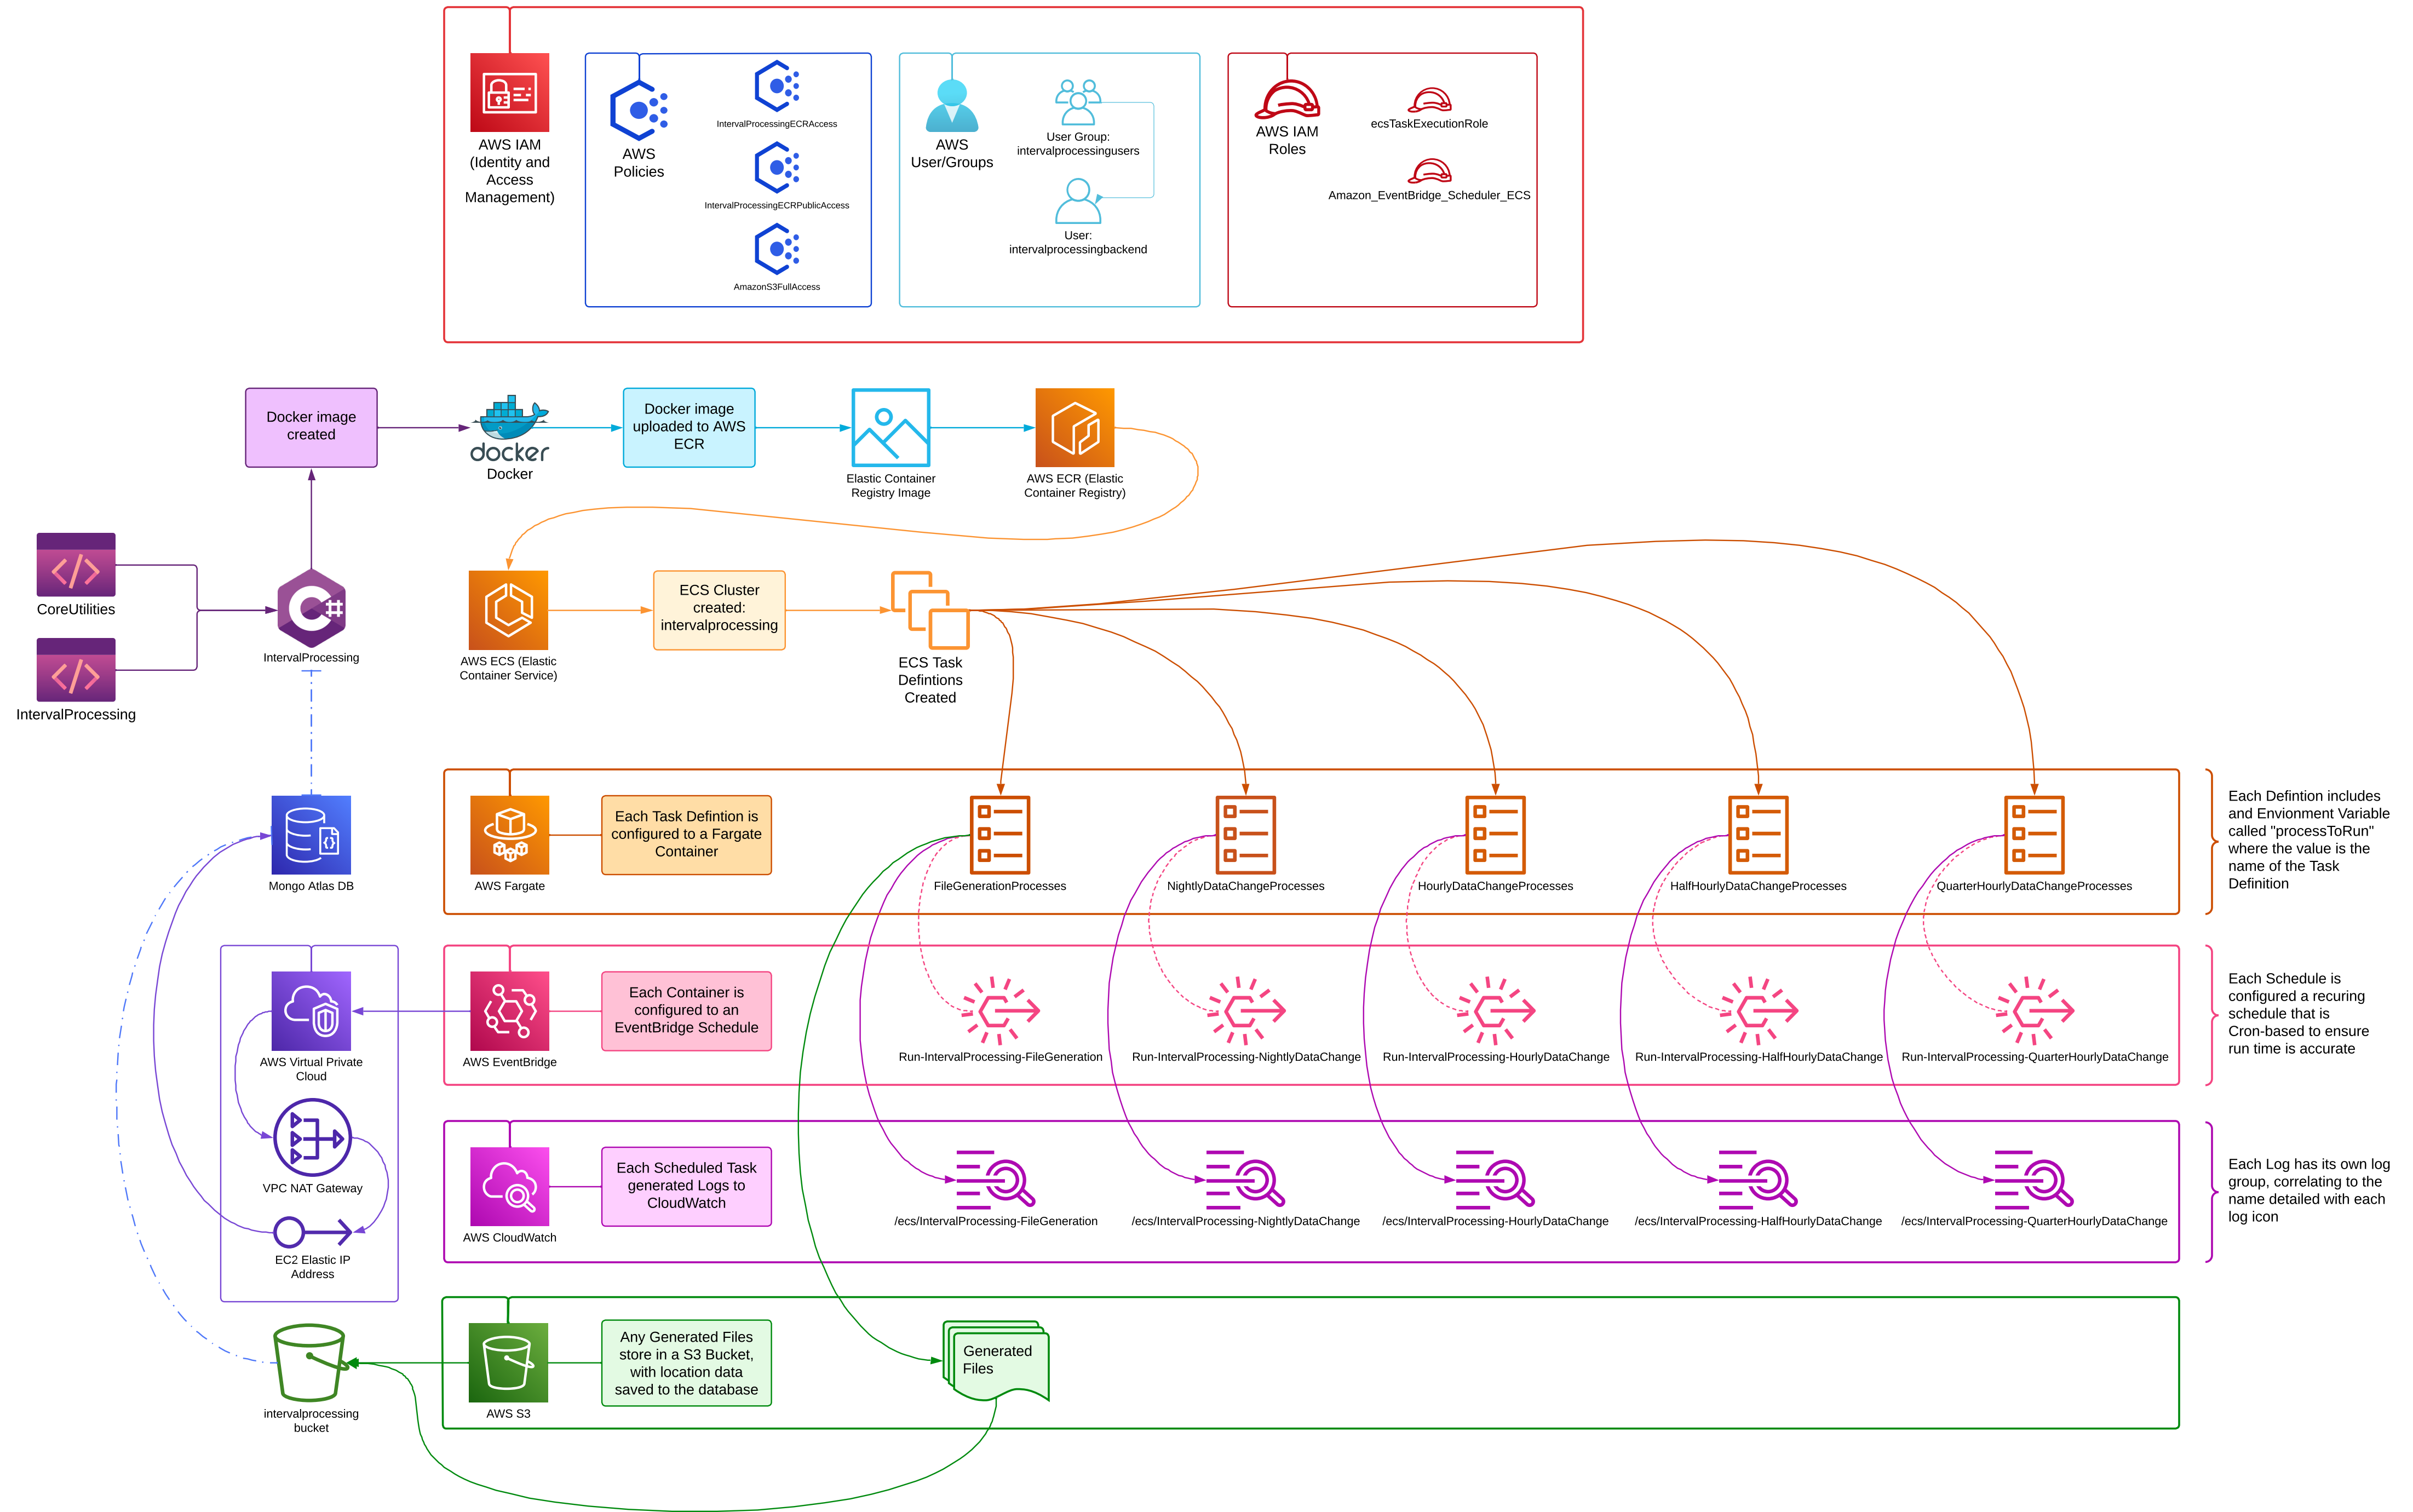 AWS IAM
(Identity and
Access
Management)
AWS
Policies
IntervalProcessingECRAccess
IntervalProcessingECRPublicAccess
AmazonS3FullAccess
AWS
User/Groups
User Group:
intervalprocessingusers
User:
intervalprocessingbackend
AWS IAM
Roles
ecsTaskExecutionRole
Amazon_EventBridge_Scheduler_ECS
Docker image
created
docker
Docker
Docker image
uploaded to AWS
ECR
Elastic Container
Registry Image
AWS ECR (Elastic
Container Registry)
CoreUtilities
IntervalProcessing
C#
IntervalProcessing
AWS ECS (Elastic
Container Service)
ECS Cluster
created:
intervalprocessing
ECS Task
Defintions
Created
Mongo Atlas DB
AWS Fargate
Each Task Defintion is
configured to a Fargate
Container
FileGenerationProcesses
NightlyDataChangeProcesses
HourlyDataChangeProcesses
HalfHourlyDataChangeProcesses
QuarterHourlyDataChangeProcesses
Each Defintion includes
and Envionment Variable
called "processToRun"
where the value is the
name of the Task
Definition
AWS Virtual Private
Cloud
VPC NAT Gateway
EC2 Elastic IP
Address
AWS EventBridge
Each Container is
configured to an
EventBridge Schedule
Run-IntervalProcessing-FileGeneration
Run-IntervalProcessing-NightlyDataChange
Run-IntervalProcessing-HourlyDataChange
Run-IntervalProcessing-HalfHourlyDataChange
Run-IntervalProcessing-QuarterHourlyDataChange
Each Schedule is
configured a recuring
schedule that is
Cron-based to ensure
run time is accurate
AWS CloudWatch
Each Scheduled Task
generated Logs to
CloudWatch
/ecs/IntervalProcessing-FileGeneration
/ecs/IntervalProcessing-NightlyDataChange
/ecs/IntervalProcessing-HourlyDataChange
/ecs/IntervalProcessing-HalfHourlyDataChange
/ecs/IntervalProcessing-QuarterHourlyDataChange
Each Log has its own log
group, correlating to the
name detailed with each
log icon
intervalprocessing
bucket
AWS S3
Any Generated Files
store in a S3 Bucket,
with location data
saved to the database
Generated
Files